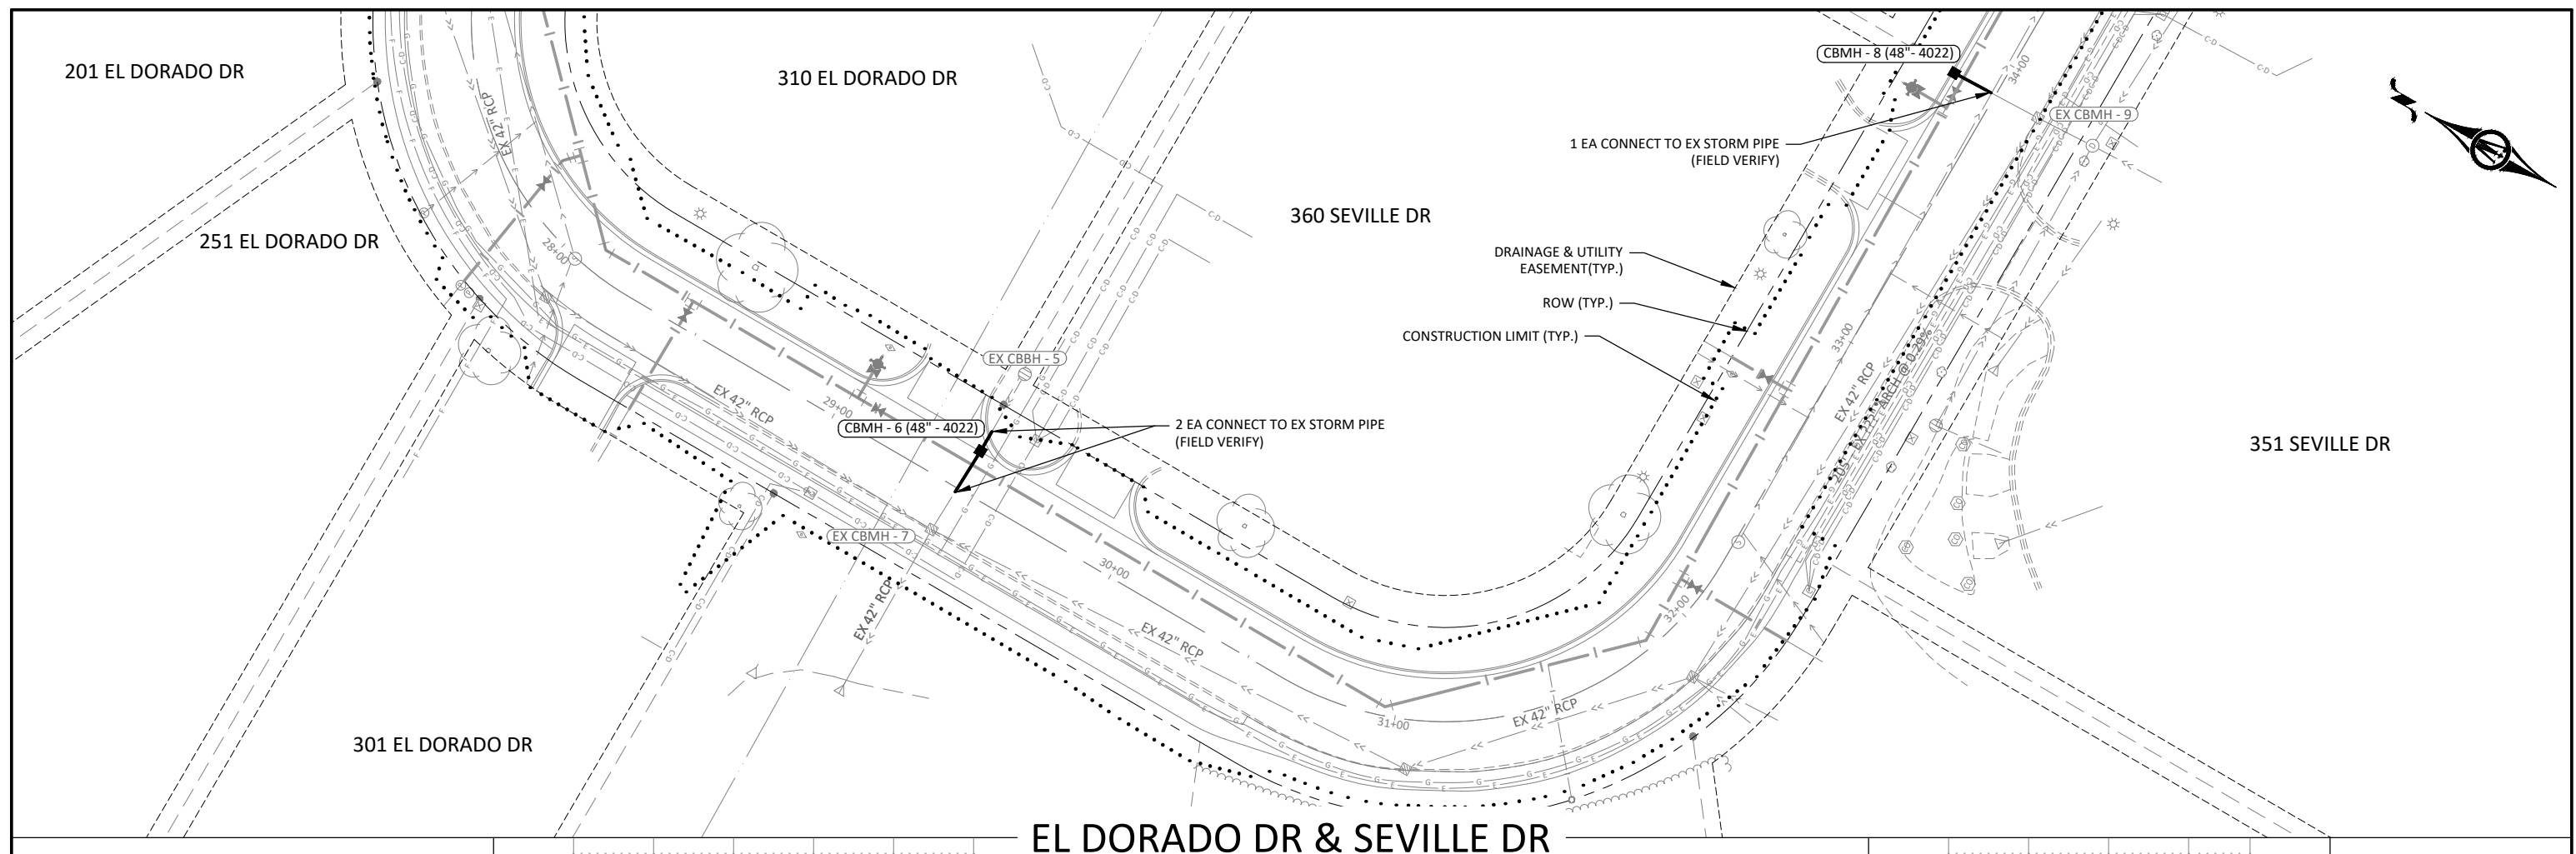 201 EL DORADO DR
310 EL DORADO DR
CBMH - 8 (48"- 4022)
34+00
C-D
EX 42" RCP
EX CBMH - 9
1 EA CONNECT TO EX STORM PIPE
(FIELD VERIFY)
360 SEVILLE DR
251 EL DORADO DR
28+00
DRAINAGE & UTILITY
EASEMENT(TYP.)
ROW (TYP.)
CONSTRUCTION LIMIT (TYP.)
33+00
EX CBBH - 5
EX 42" RCP
29+00
EX 42" RCP
CBMH - 6 (48" - 4022)
2 EA CONNECT TO EX STORM PIPE
(FIELD VERIFY)
351 SEVILLE DR
EX CBMH - 7
30+00
EX 42" RCP
32+00
EX 42" RCP
EX 42" RCP
31+00
301 EL DORADO DR
EL DORADO DR & SEVILLE DR